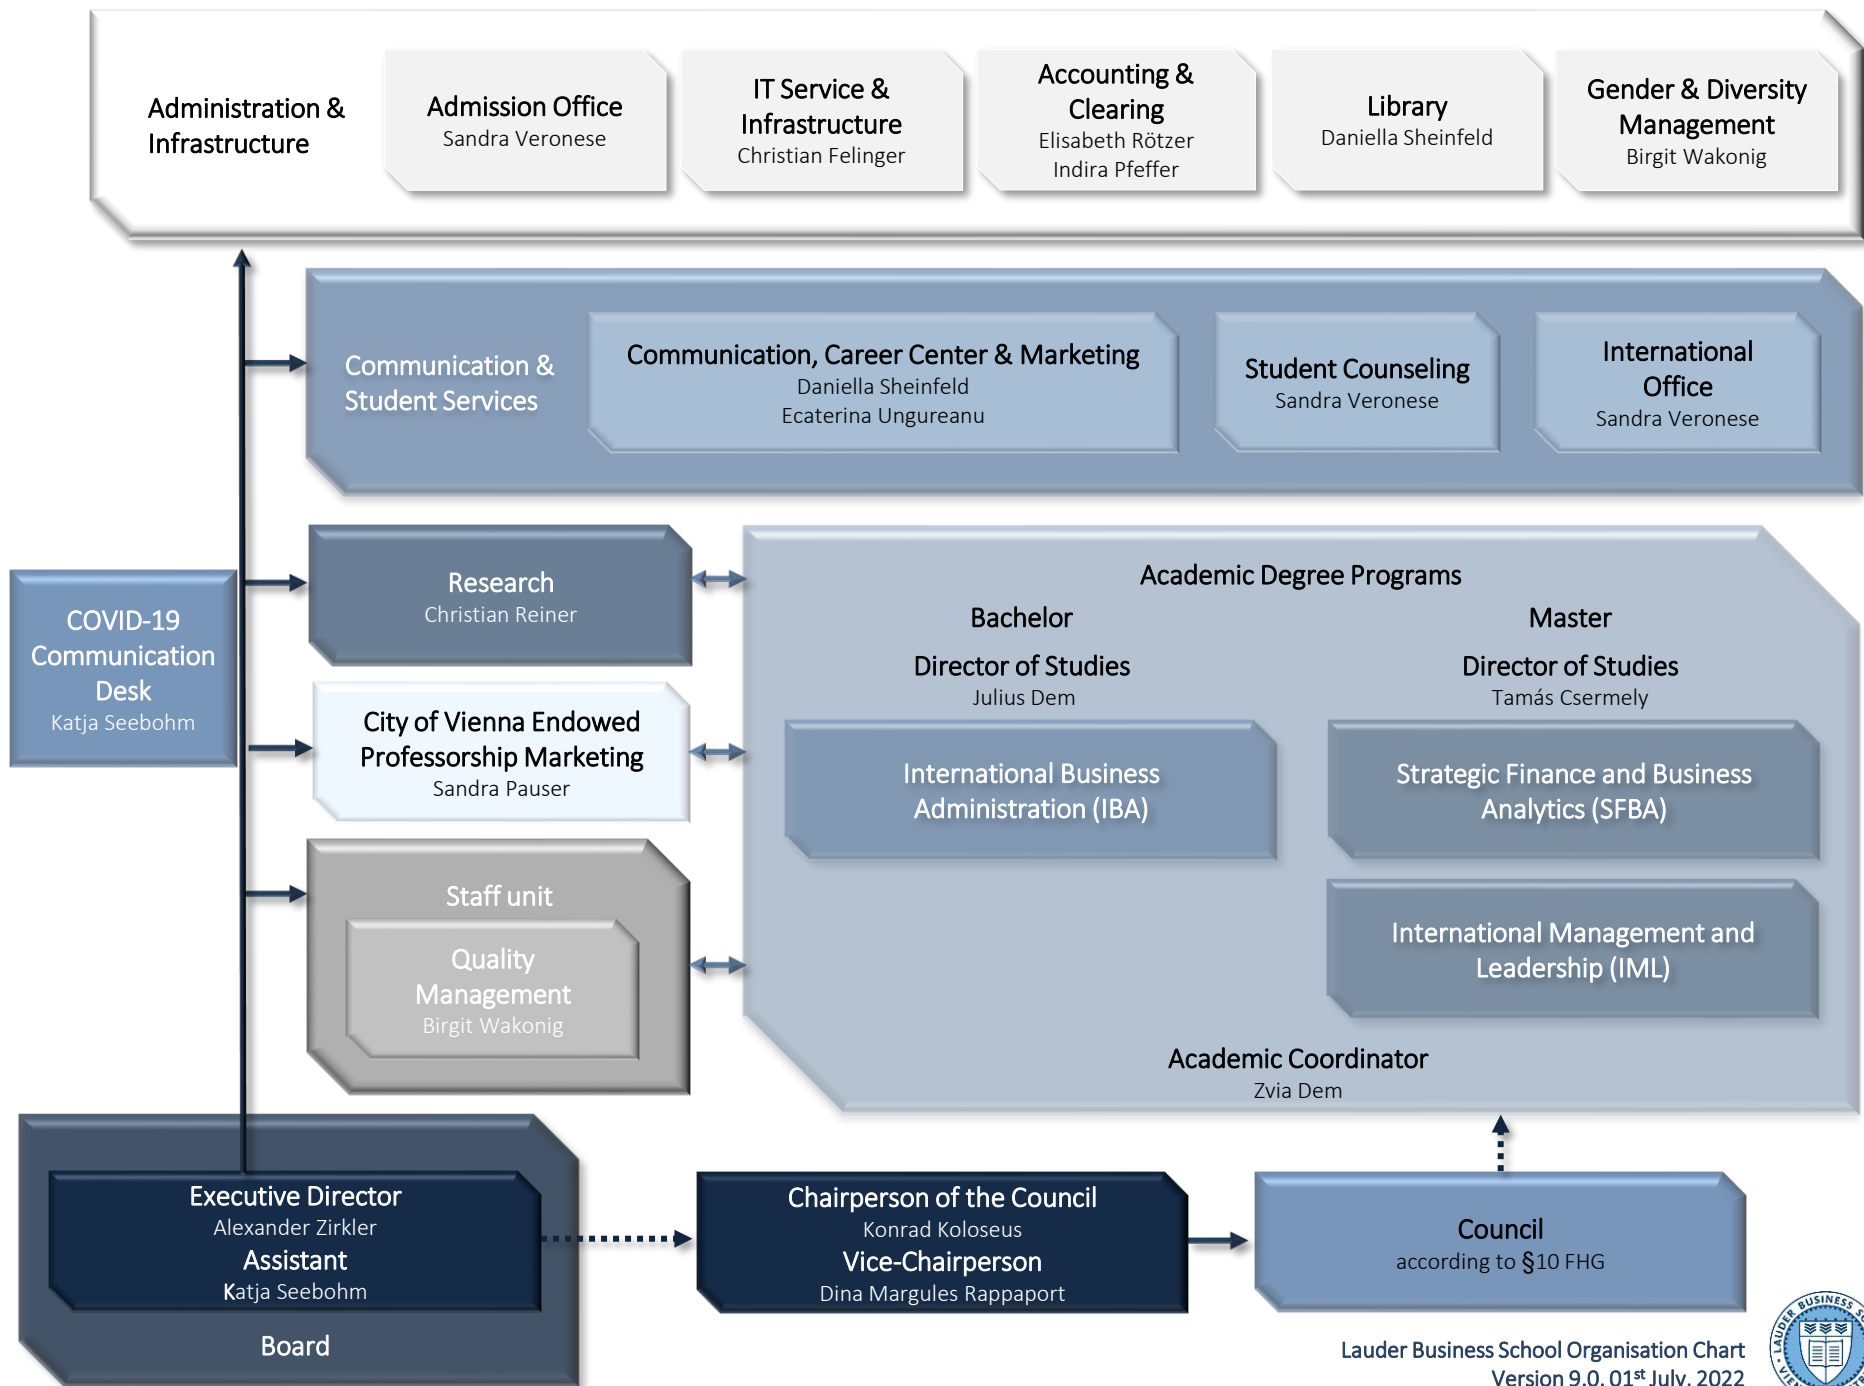 Administration &
Infrastructure
Admission Office
Sandra Veronese
IT Service &
Infrastructure
Christian Felinger
Accounting &
Clearing
Elisabeth Rötzer
Indira Pfeffer
Library
Daniella Sheinfeld
Gender & Diversity
Management
Birgit Wakonig
Communication &
Student Services
Communication, Career Center & Marketing
Daniella Sheinfeld
Ecaterina Ungureanu
Student Counseling
Sandra Veronese
International
Office
Sandra Veronese
COVID-19
Communication
Desk
Katja Seebohm
Research
Christian Reiner
City of Vienna Endowed
Professorship Marketing
Sandra Pauser
Staff unit
Quality
Management
Birgit Wakonig
Academic Degree Programs
Bachelor
Director of Studies
Julius Dem
International Business
Administration (IBA)
Master
Director of Studies
Tamás Csermely
Strategic Finance and Business
Analytics (SFBA)
International Management and
Leadership (IML)
Academic Coordinator
Zvia Dem
Executive Director
Alexander Zirkler
Assistant
Katja Seebohm
Board
Chairperson of the Council
Konrad Koloseus
Vice-Chairperson
Dina Margules Rappaport
Council
according to §10 FHG
Lauder Business School Organisation Chart
Version 9.0, 01st July, 2022
LAUDER BUSINESS